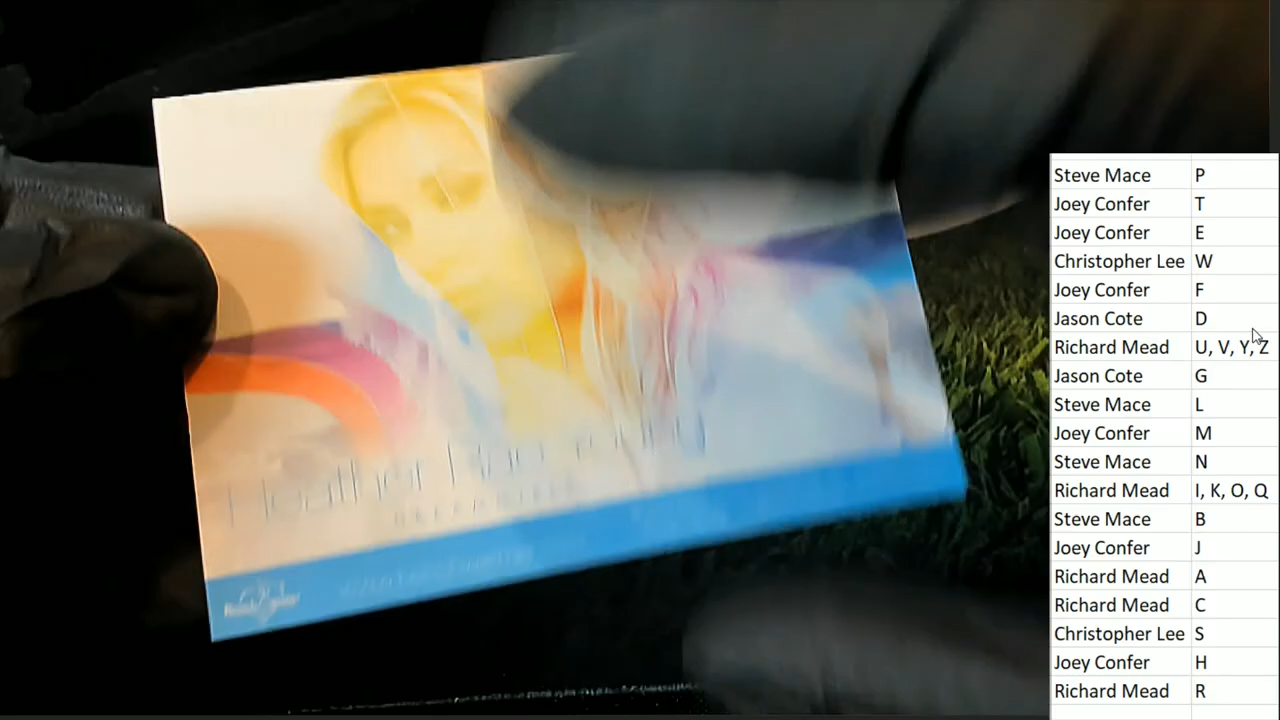 Heather
Steve Mace P
Joey Confer T
Joey Confer E
Christopher Lee W
Joey Confer F
Jason Cote D
Richard Mead U, V, Y, Z
Jason Cote G
Steve Mace L
Joey Confer M
Steve Mace N
Richard Mead I, K, O, Q
Steve Mace B
Joey Confer J
Richard Mead A
Richard Mead C
Christopher Lee S
Joey Confer H
Richard Mead R